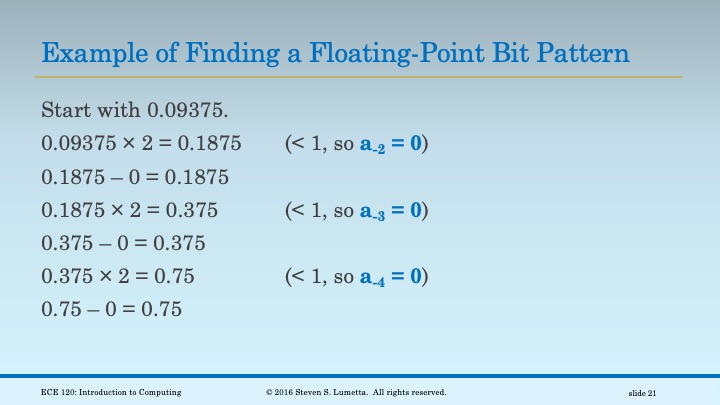 Example of Finding a Floating-Point Bit Pattern
Start with 0.09375.
0.09375 × 2 = 0.1875 (< 1, so a₋₂ = 0)
0.1875 – 0 = 0.1875
0.1875 × 2 = 0.375 (< 1, so a₋₃ = 0)
0.375 – 0 = 0.375
0.375 × 2 = 0.75 (< 1, so a₋₄ = 0)
0.75 – 0 = 0.75
ECE 120: Introduction to Computing © 2016 Steven S. Lumetta. All rights reserved. slide 21